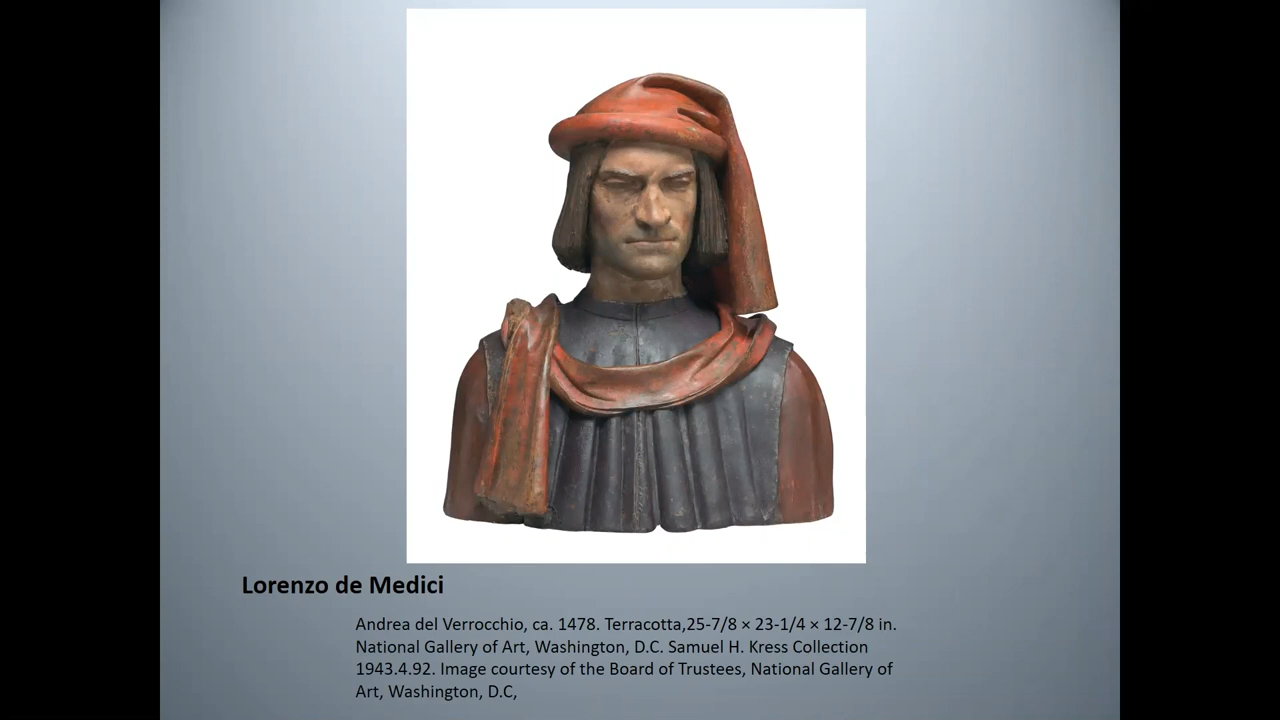 Lorenzo de Medici
Andrea del Verrocchio, ca. 1478. Terracotta,25-7/8 × 23-1/4 × 12-7/8 in.
National Gallery of Art, Washington, D.C. Samuel H. Kress Collection
1943.4.92. Image courtesy of the Board of Trustees, National Gallery of
Art, Washington, D.C,